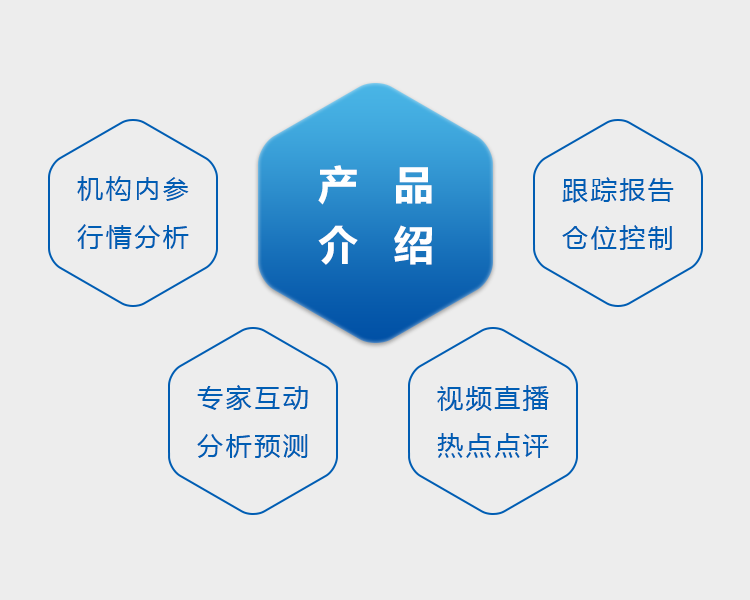 产品
介绍
机构内参
行情分析
跟踪报告
仓位控制
专家互动
分析预测
视频直播
热点点评